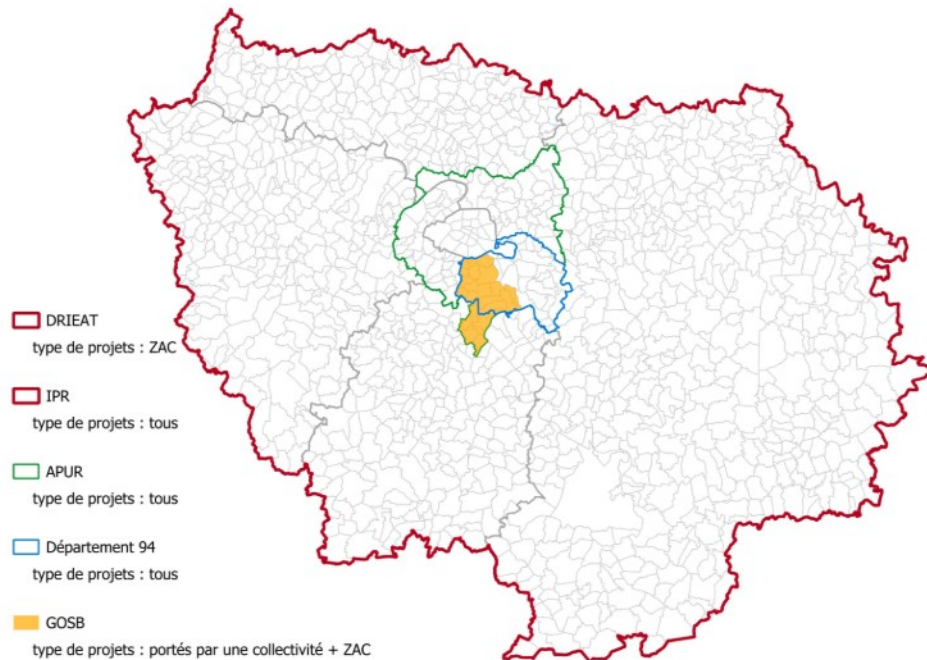 DRIEAT
type de projets : ZAC
IPR
type de projets : tous
APUR
type de projets : tous
Département 94
type de projets : tous
GOSB
type de projets : portés par une collectivité + ZAC